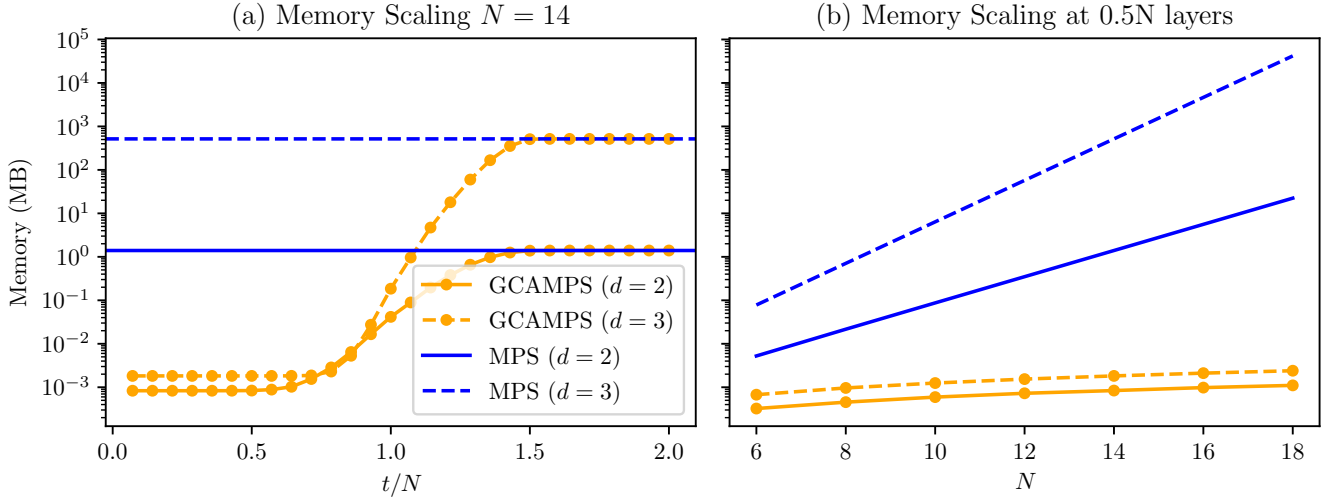 (a) Memory Scaling N = 14
(b) Memory Scaling at 0.5N layers
Memory (MB)
10^5
10^4
10^3
10^2
10^1
10^0
10^−1
10^−2
10^−3
GCAMPS (d = 2)
GCAMPS (d = 3)
MPS (d = 2)
MPS (d = 3)
0.0 0.5 1.0 1.5 2.0
t/N
6 8 10 12 14 16 18
N